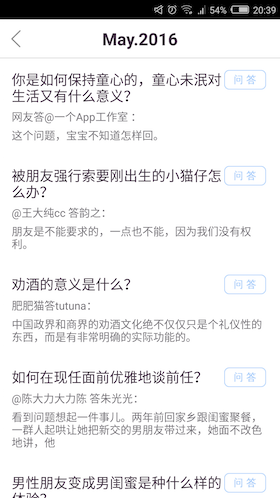 54% 20:39
May.2016
你是如何保持童心的，童心未泯对
生活又有什么意义？
问答
网友答@一个App工作室：
这个问题，宝宝不知道怎样回。
被朋友强行索要刚出生的小猫仔怎
么办？
问答
@王大纯cc 答韵之：
朋友是不能要求的，一点也不能，因为我们没有权
利。
劝酒的意义是什么？
问答
肥肥猫答tutuna：
中国政界和商界的劝酒文化绝不仅仅只是个礼仪性的
东西，而是有非常明确的实际功能的。
如何在现任面前优雅地谈前任？
问答
@陈大力大力陈 答朱光光：
看到问题想起一件事儿。两年前回家乡跟闺蜜聚餐，
一群人起哄让她把新交的男朋友带过来，她面不改色
地讲，他
男性朋友变成男闺蜜是种什么样的
体验？
问答